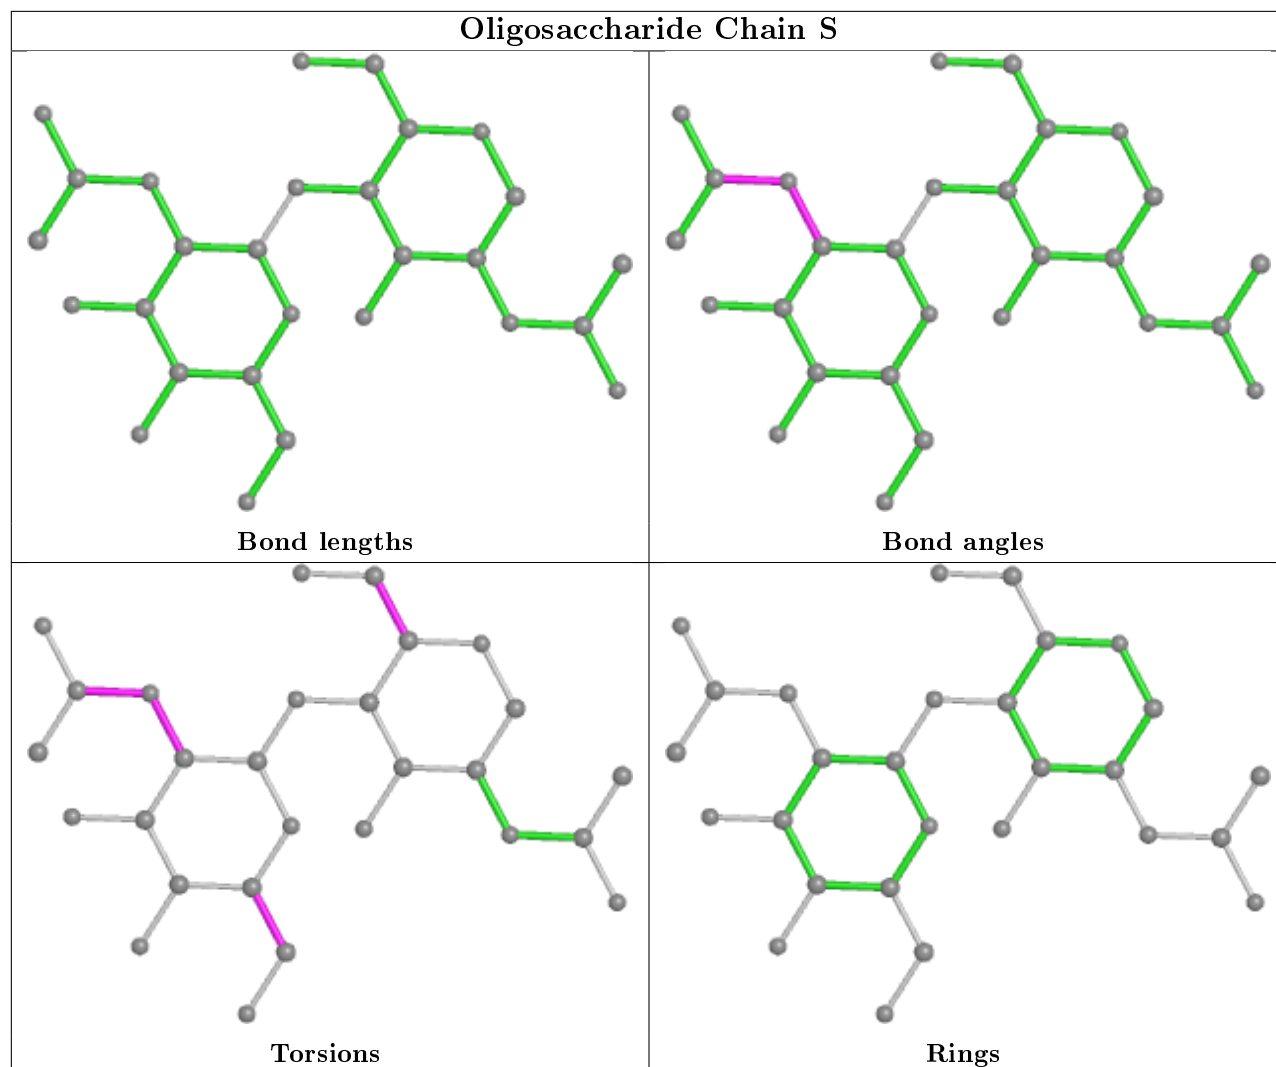 Oligosaccharide Chain S
Bond lengths
Bond angles
Torsions
Rings